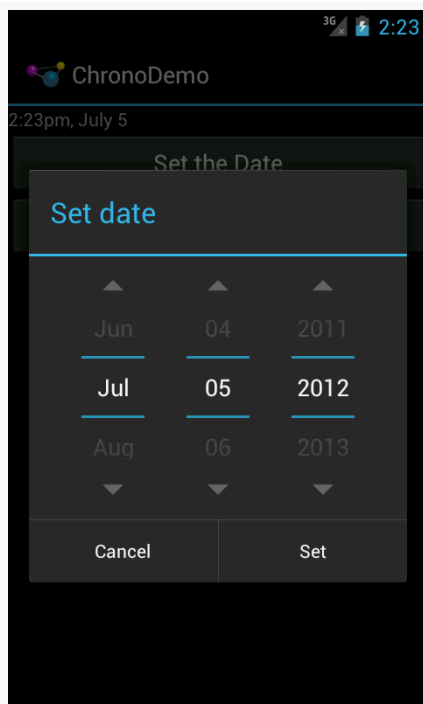 3G 2:23
ChronoDemo
2:23pm, July 5
Set the Date
Set date
Jun 04 2011
Jul 05 2012
Aug 06 2013
Cancel Set